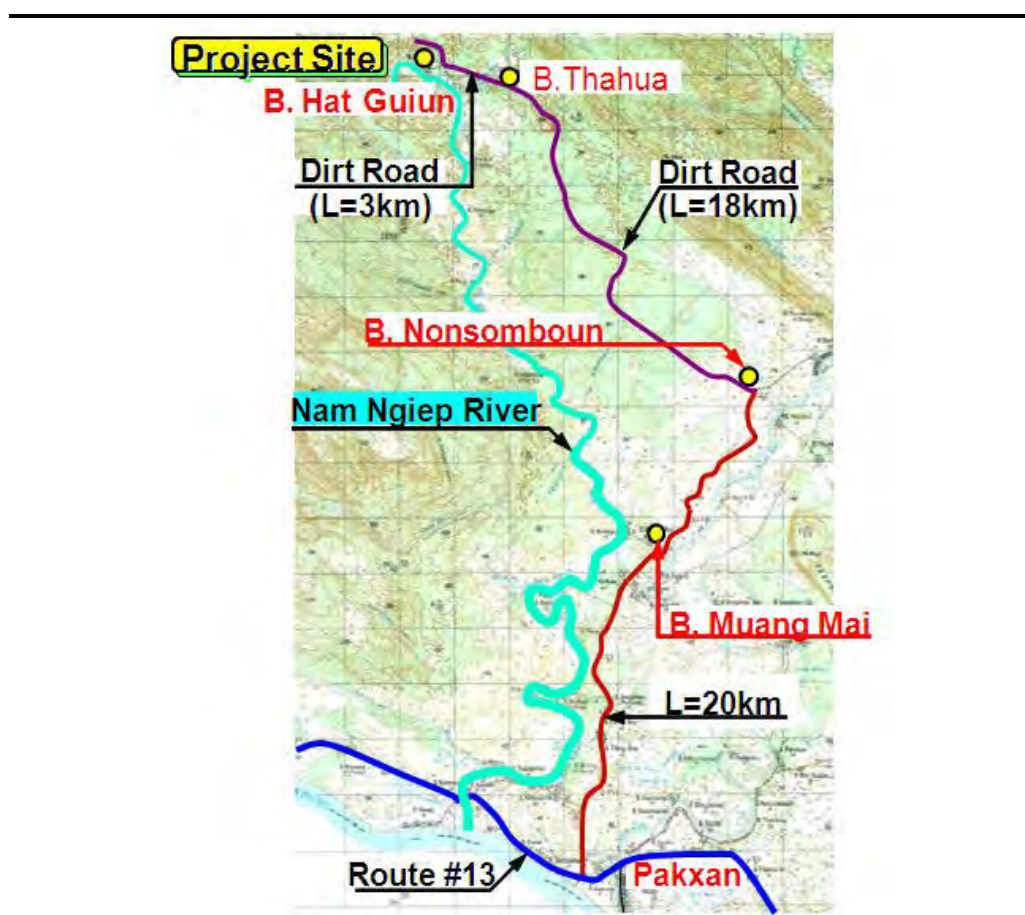 Project Site
B. Hat Guiun
B. Thahua
Dirt Road
(L=3km)
Dirt Road
(L=18km)
B. Nonsomboun
Nam Ngiep River
B. Muang Mai
L=20km
Route #13
Pakxan